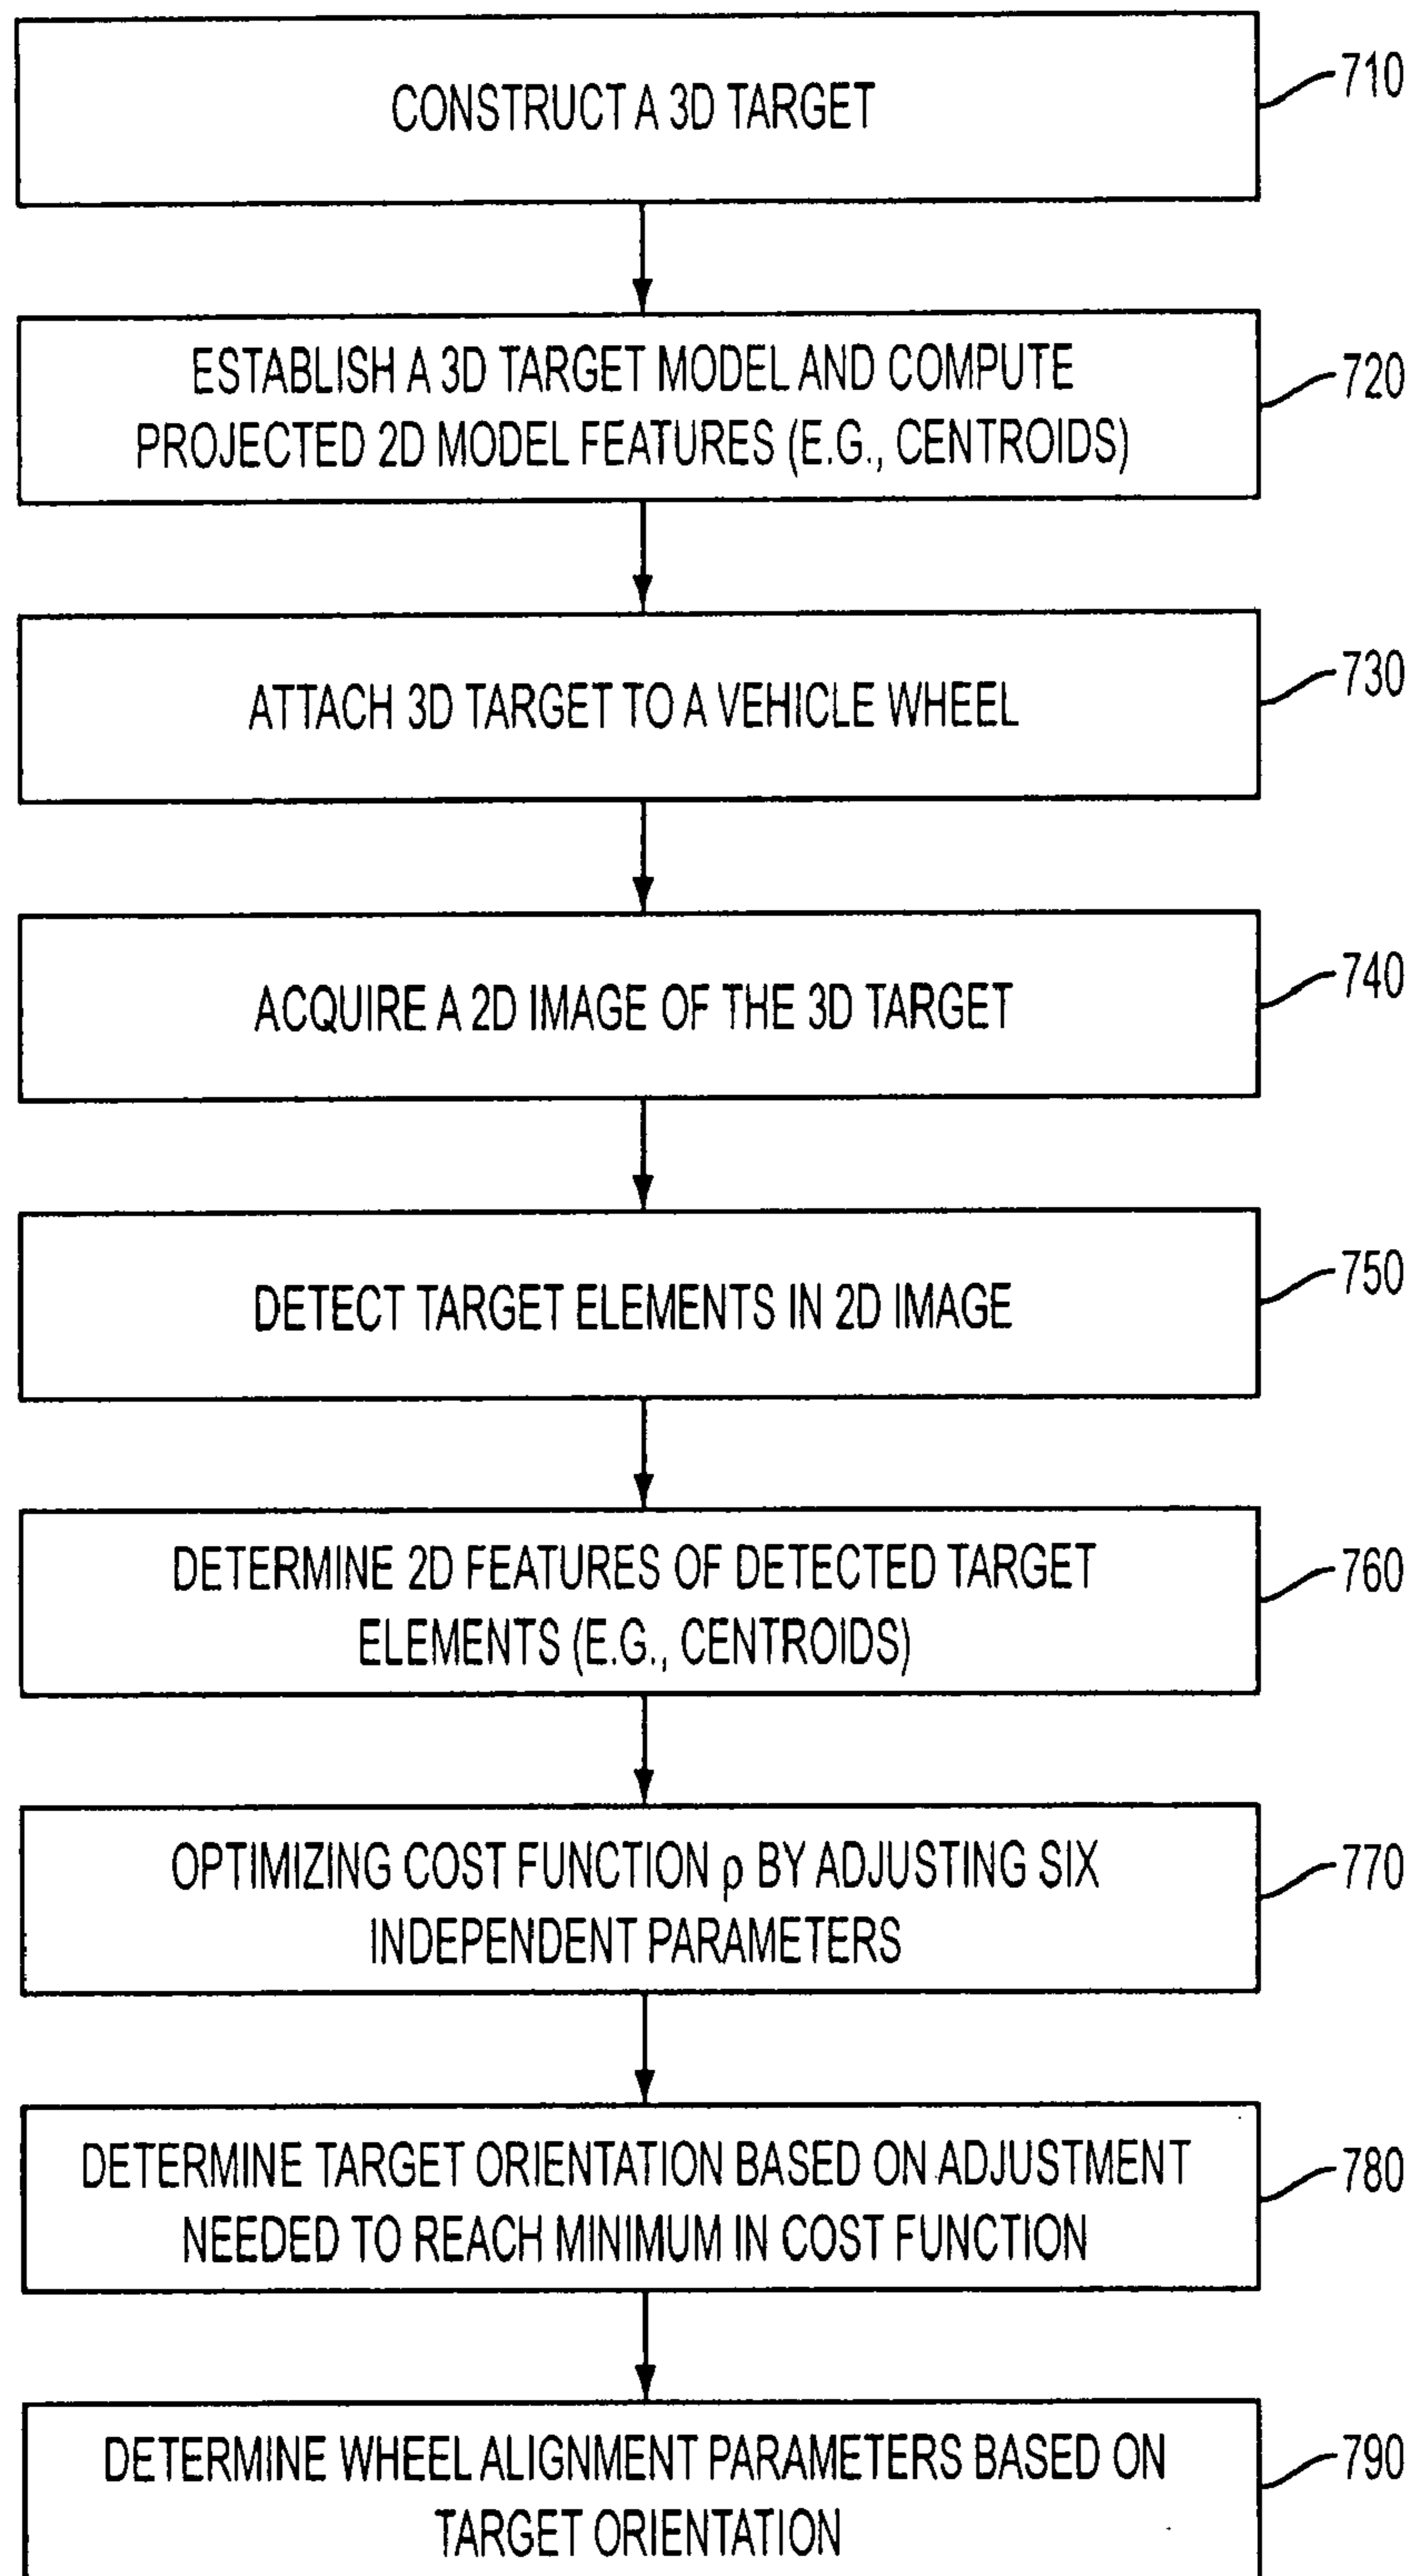 CONSTRUCT A 3D TARGET
710
ESTABLISH A 3D TARGET MODEL AND COMPUTE
PROJECTED 2D MODEL FEATURES (E.G., CENTROIDS)
720
ATTACH 3D TARGET TO A VEHICLE WHEEL
730
ACQUIRE A 2D IMAGE OF THE 3D TARGET
740
DETECT TARGET ELEMENTS IN 2D IMAGE
750
DETERMINE 2D FEATURES OF DETECTED TARGET
ELEMENTS (E.G., CENTROIDS)
760
OPTIMIZING COST FUNCTION ρ BY ADJUSTING SIX
INDEPENDENT PARAMETERS
770
DETERMINE TARGET ORIENTATION BASED ON ADJUSTMENT
NEEDED TO REACH MINIMUM IN COST FUNCTION
780
DETERMINE WHEEL ALIGNMENT PARAMETERS BASED ON
TARGET ORIENTATION
790